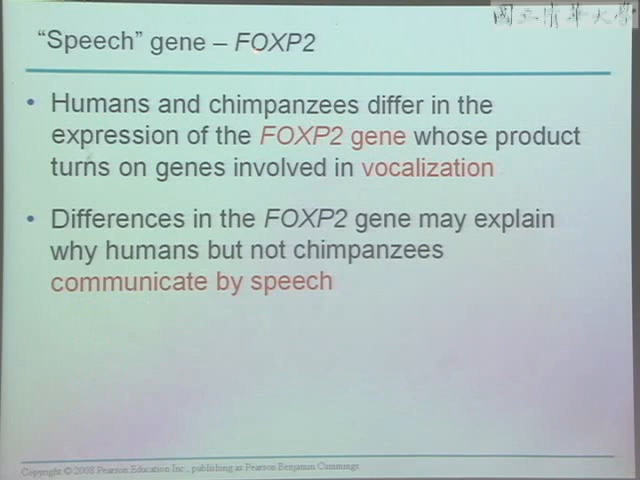 國立清華大學
“Speech” gene – FOXP2
• Humans and chimpanzees differ in the
expression of the FOXP2 gene whose product
turns on genes involved in vocalization
• Differences in the FOXP2 gene may explain
why humans but not chimpanzees
communicate by speech
Copyright © 2008 Pearson Education Inc., publishing as Pearson Benjamin Cummings